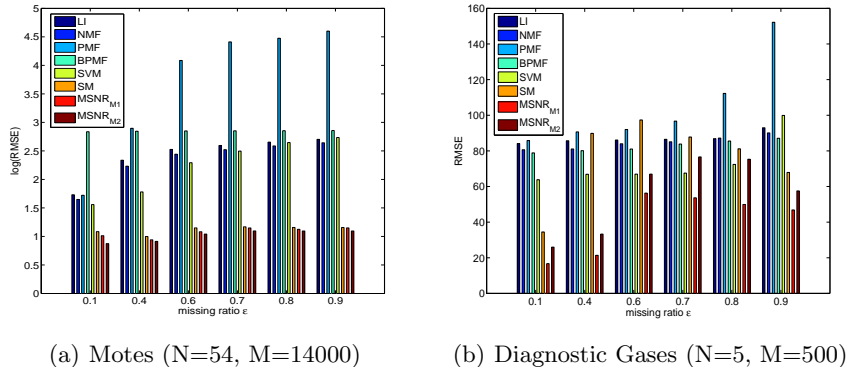 5
4.5
4
3.5
3
2.5
2
1.5
1
0.5
0
log(RMSE)
LI
NMF
PMF
BPMF
SVM
SM
MSNR_M1
MSNR_M2
0.1 0.4 0.6 0.7 0.8 0.9
missing ratio ε
(a) Motes (N=54, M=14000)
160
140
120
100
80
60
40
20
0
RMSE
LI
NMF
PMF
BPMF
SVM
SM
MSNR_M1
MSNR_M2
0.1 0.4 0.6 0.7 0.8 0.9
missing ratio ε
(b) Diagnostic Gases (N=5, M=500)